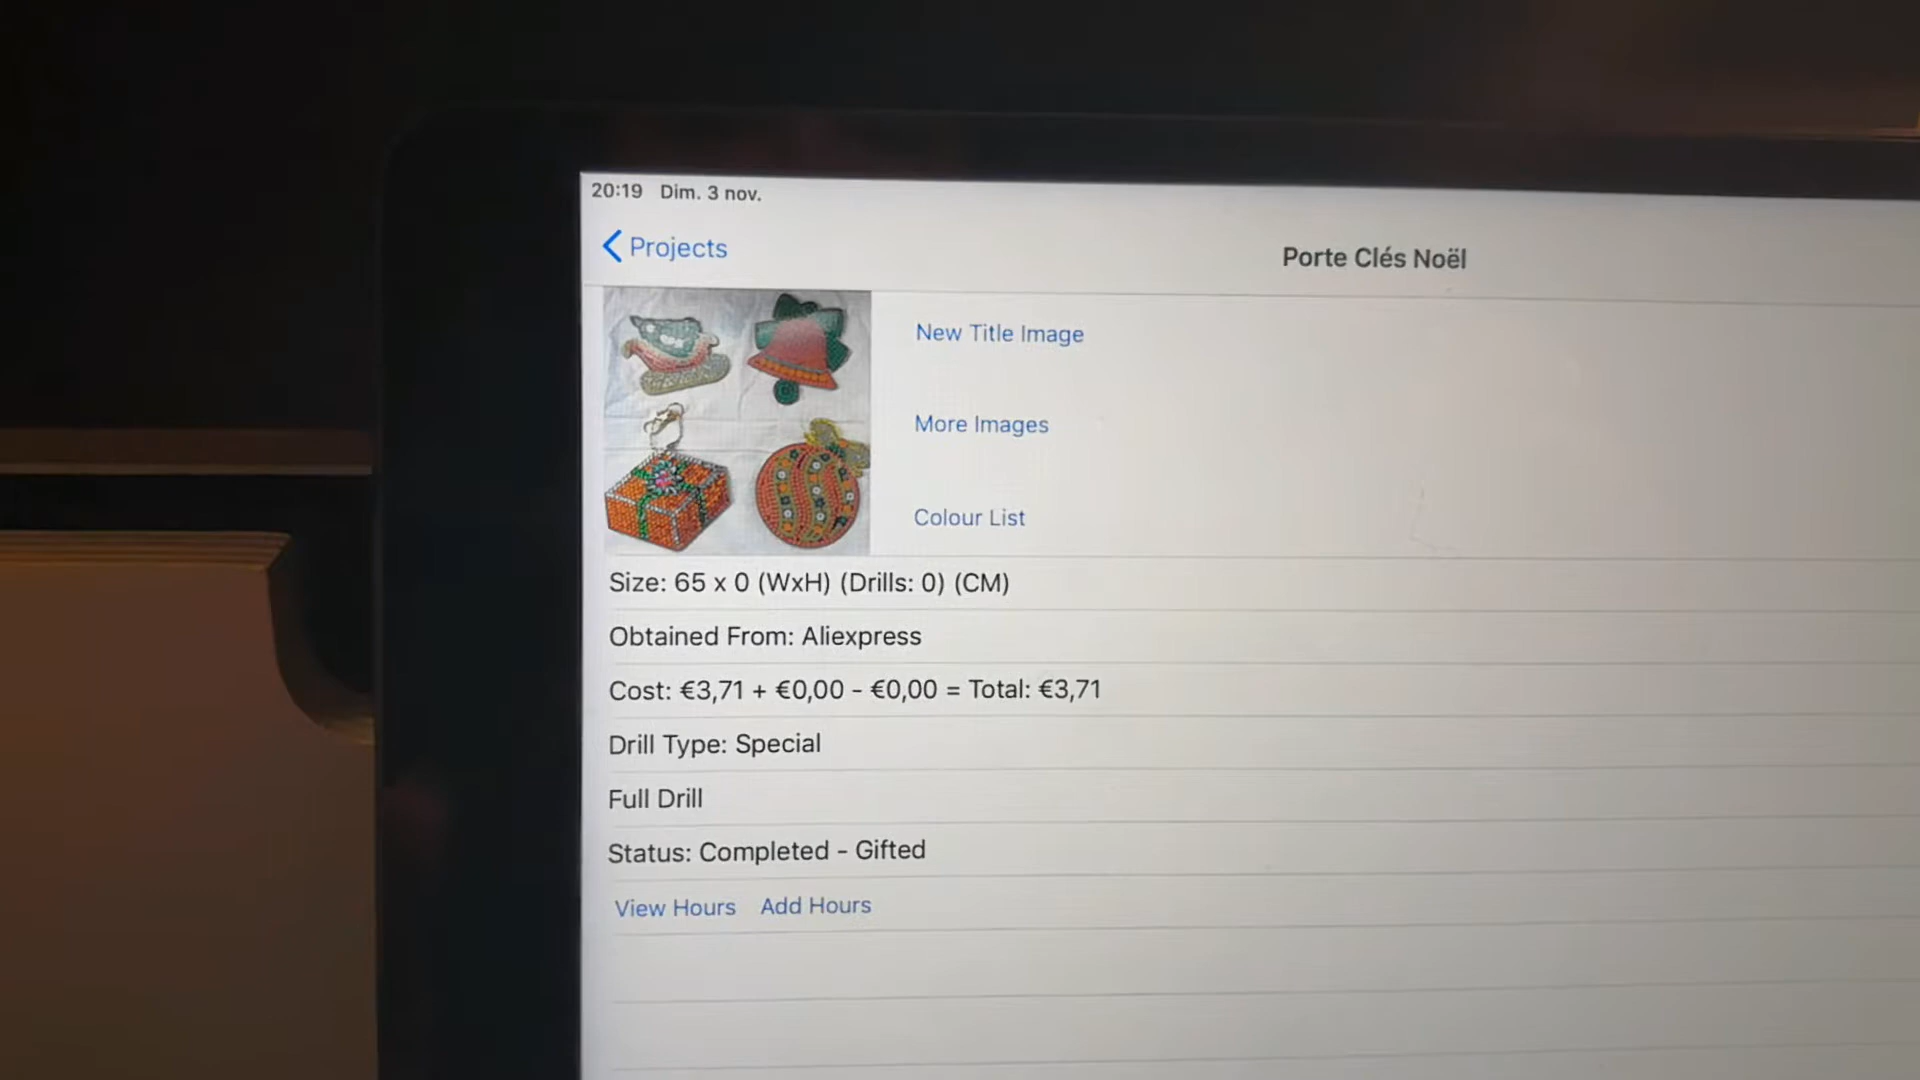 20:19 Dim. 3 nov.
Projects
Porte Clés Noël
New Title Image
More Images
Colour List
Size: 65 x 0 (WxH) (Drills: 0) (CM)
Obtained From: Aliexpress
Cost: €3,71 + €0,00 - €0,00 = Total: €3,71
Drill Type: Special
Full Drill
Status: Completed - Gifted
View Hours Add Hours